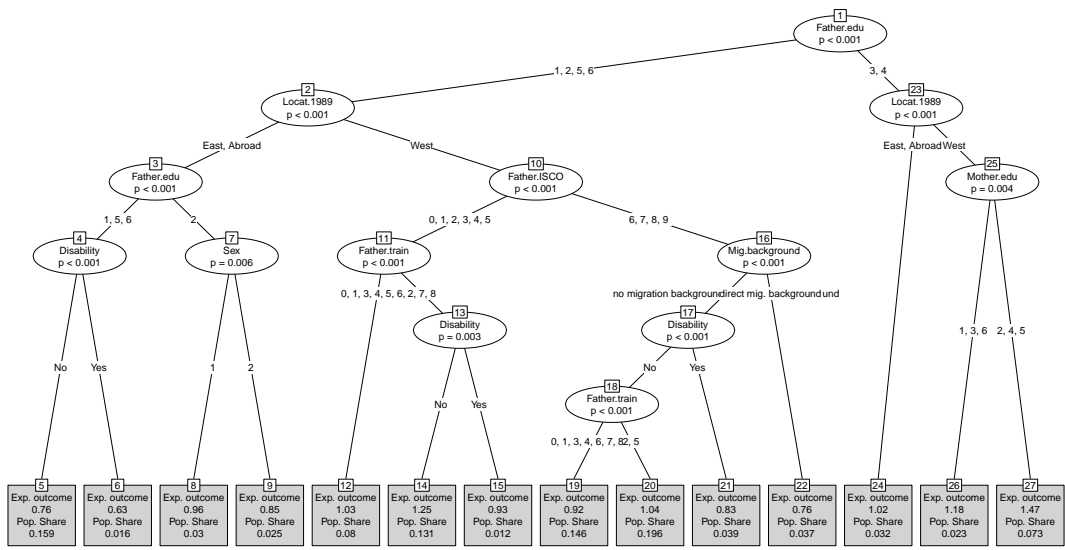 1
Father.edu
p < 0.001
1, 2, 5, 6
3, 4
2
Locat.1989
p < 0.001
23
Locat.1989
p < 0.001
East, Abroad
West
East, Abroad
West
3
Father.edu
p < 0.001
10
Father.ISCO
p < 0.001
25
Mother.edu
p = 0.004
1, 5, 6
2
0, 1, 2, 3, 4, 5
6, 7, 8, 9
4
Disability
p < 0.001
7
Sex
p = 0.006
11
Father.train
p < 0.001
16
Mig.background
p < 0.001
0, 1, 3, 4, 5, 6,
2, 7, 8
no migration background
direct mig. background
und
13
Disability
p = 0.003
17
Disability
p < 0.001
1, 3, 6
2, 4, 5
No
Yes
1
2
No
Yes
18
Father.train
p < 0.001
No
Yes
0, 1, 3, 4, 6, 7, 8
2, 5
5
Exp. outcome
0.76
Pop. Share
0.159
6
Exp. outcome
0.63
Pop. Share
0.016
8
Exp. outcome
0.96
Pop. Share
0.03
9
Exp. outcome
0.85
Pop. Share
0.025
12
Exp. outcome
1.03
Pop. Share
0.08
14
Exp. outcome
1.25
Pop. Share
0.131
15
Exp. outcome
0.93
Pop. Share
0.012
19
Exp. outcome
0.92
Pop. Share
0.146
20
Exp. outcome
1.04
Pop. Share
0.196
21
Exp. outcome
0.83
Pop. Share
0.039
22
Exp. outcome
0.76
Pop. Share
0.037
24
Exp. outcome
1.02
Pop. Share
0.032
26
Exp. outcome
1.18
Pop. Share
0.023
27
Exp. outcome
1.47
Pop. Share
0.073